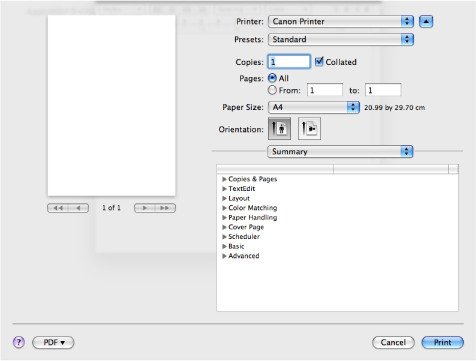 Printer: Canon Printer
Presets: Standard
Copies: 1 Collated
Pages: All
From: 1 to: 1
Paper Size: A4 20.99 by 29.70 cm
Orientation:
Summary
Copies & Pages
TextEdit
Layout
Color Matching
Paper Handling
Cover Page
Scheduler
Basic
Advanced
1 of 1
? PDF▼ Cancel Print